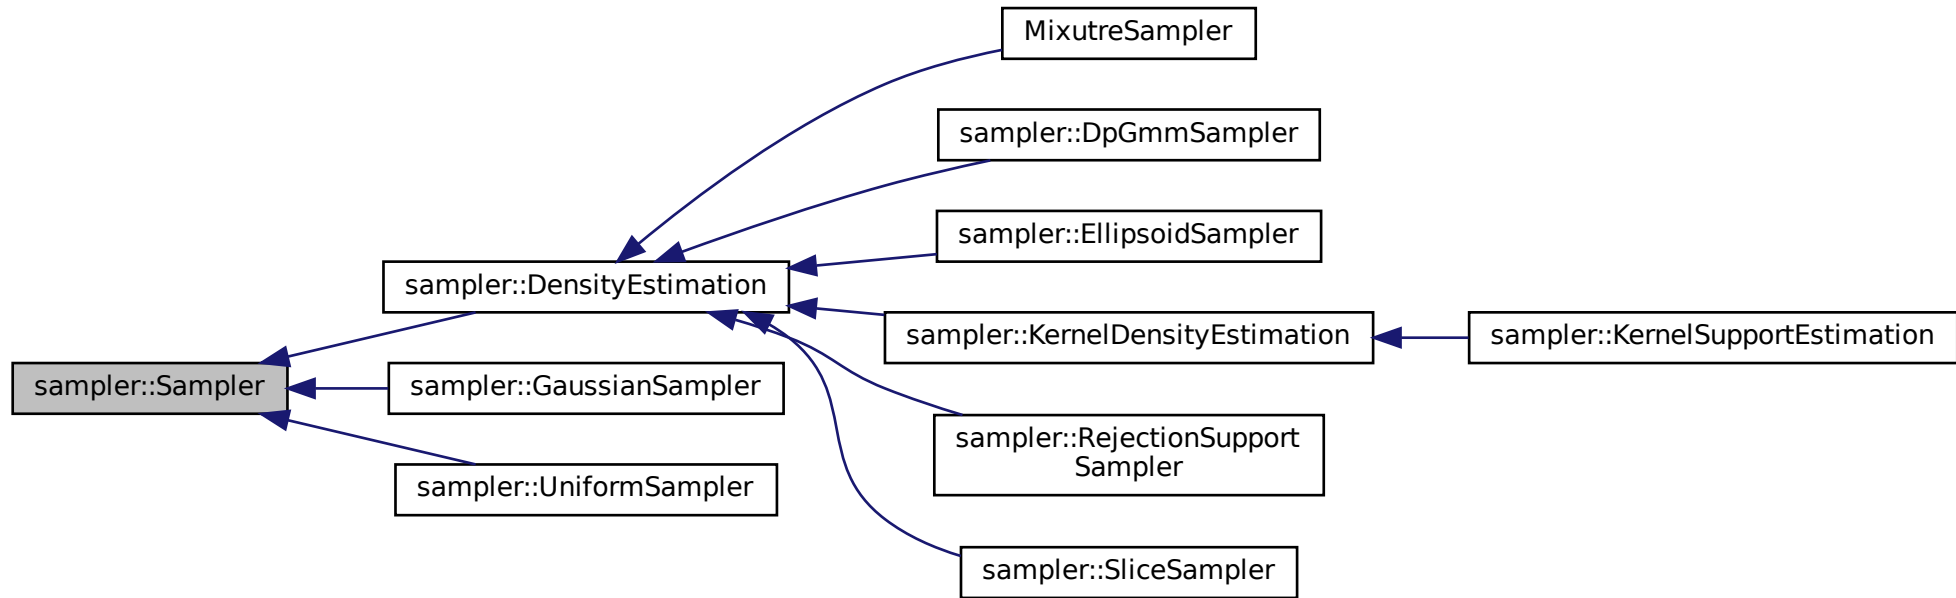 MixutreSampler
sampler::DpGmmSampler
sampler::EllipsoidSampler
sampler::DensityEstimation
sampler::KernelDensityEstimation
sampler::KernelSupportEstimation
sampler::Sampler
sampler::GaussianSampler
sampler::RejectionSupport
Sampler
sampler::UniformSampler
sampler::SliceSampler